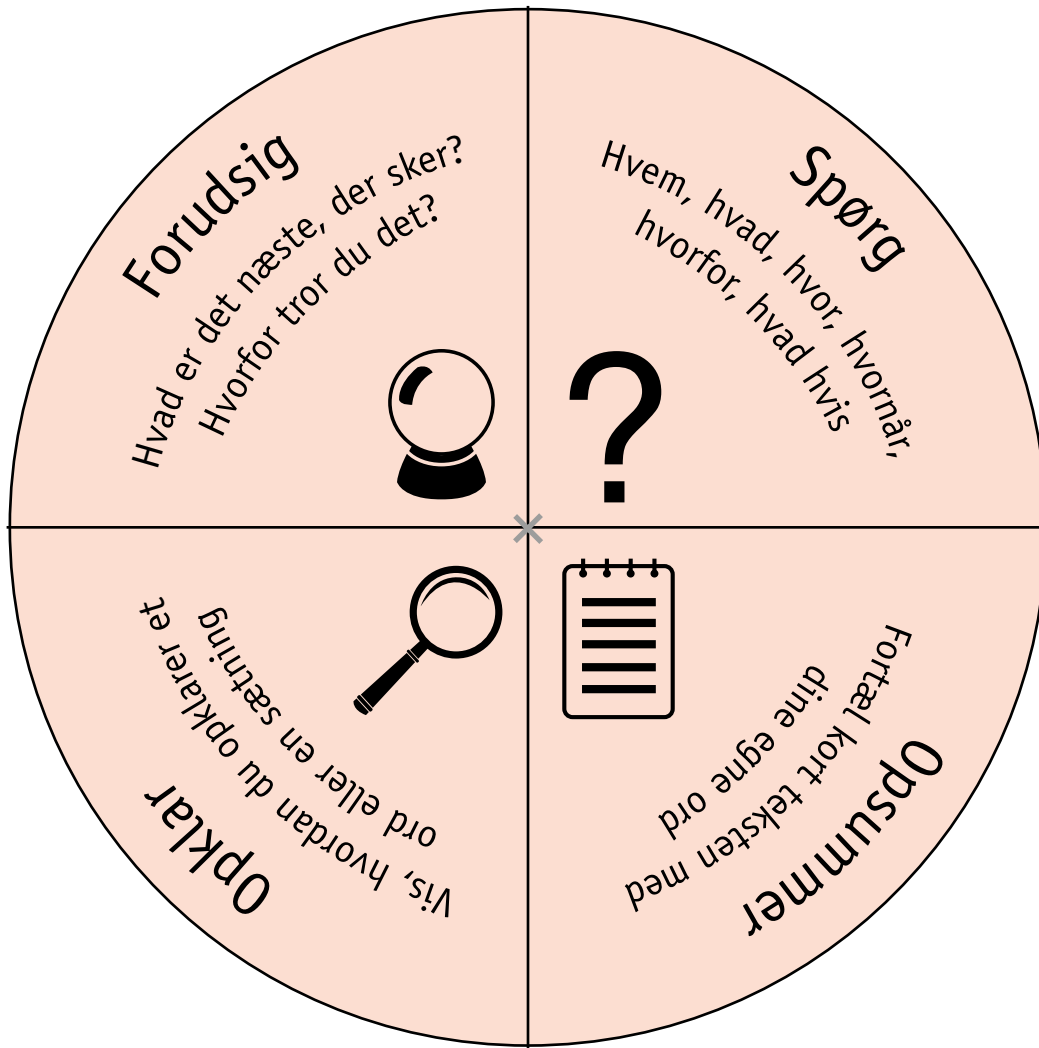 Forudsig
Hvad er det næste, der sker?
Hvorfor tror du det?
Spørg
Hvem, hvad, hvor, hvornår,
hvorfor, hvad hvis
Opsummer
Fortæl kort teksten med
dine egne ord
Opklar
Vis, hvordan du opklarer et
ord eller en sætning